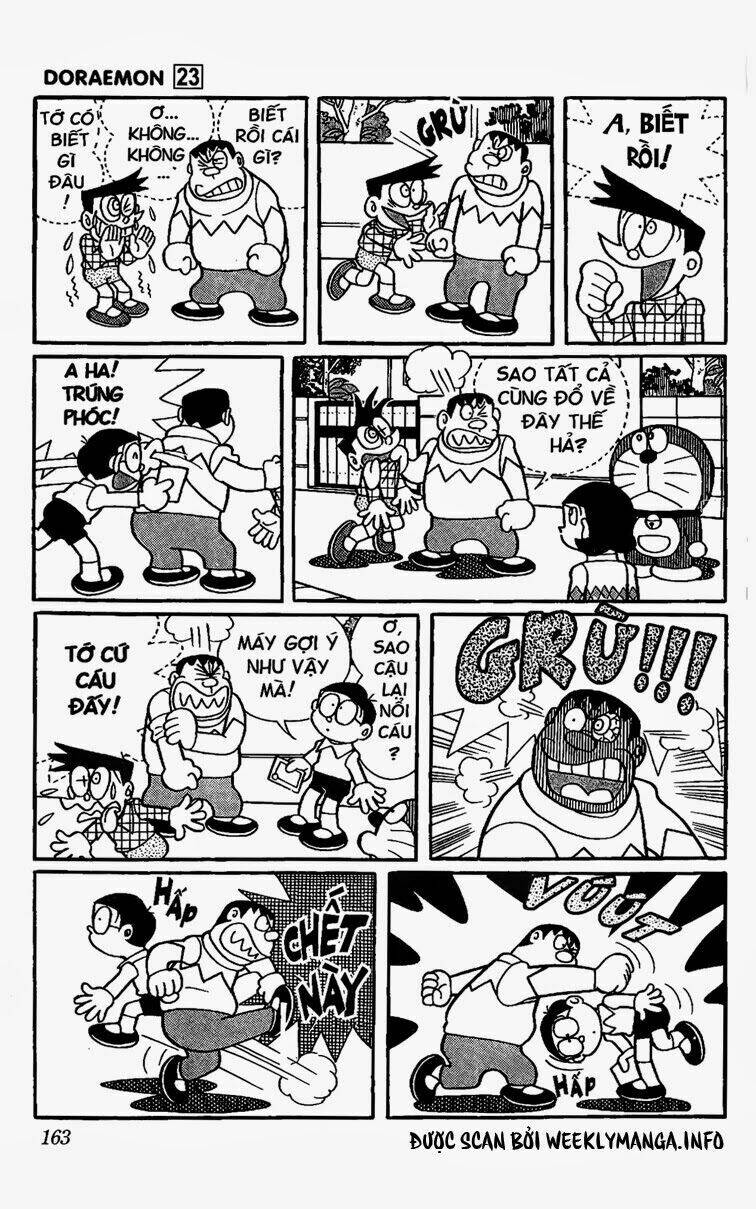 DORAEMON 23
A, BIẾT
RỒI!
GRỪ
BIẾT
RỒI CÁI
GÌ?
Ơ...
KHÔNG...
KHÔNG
...
TỚ CÓ
BIẾT
GÌ
ĐÂU
!
SAO TẤT CẢ
CÙNG ĐỔ VỀ
ĐÂY THẾ
HẢ?
A HA!
TRÚNG
PHÓC!
GRỪ!!!
Ơ,
SAO
CẬU
LẠI
NỔI
CÁU
?
MÁY GỢI Ý
NHƯ VẬY
MÀ!
TỚ CỨ
CÁU
ĐẤY!
HẤP
CHẾT
NÀY
HẤP
163
ĐƯỢC SCAN BỞI WEEKLYMANGA.INFO